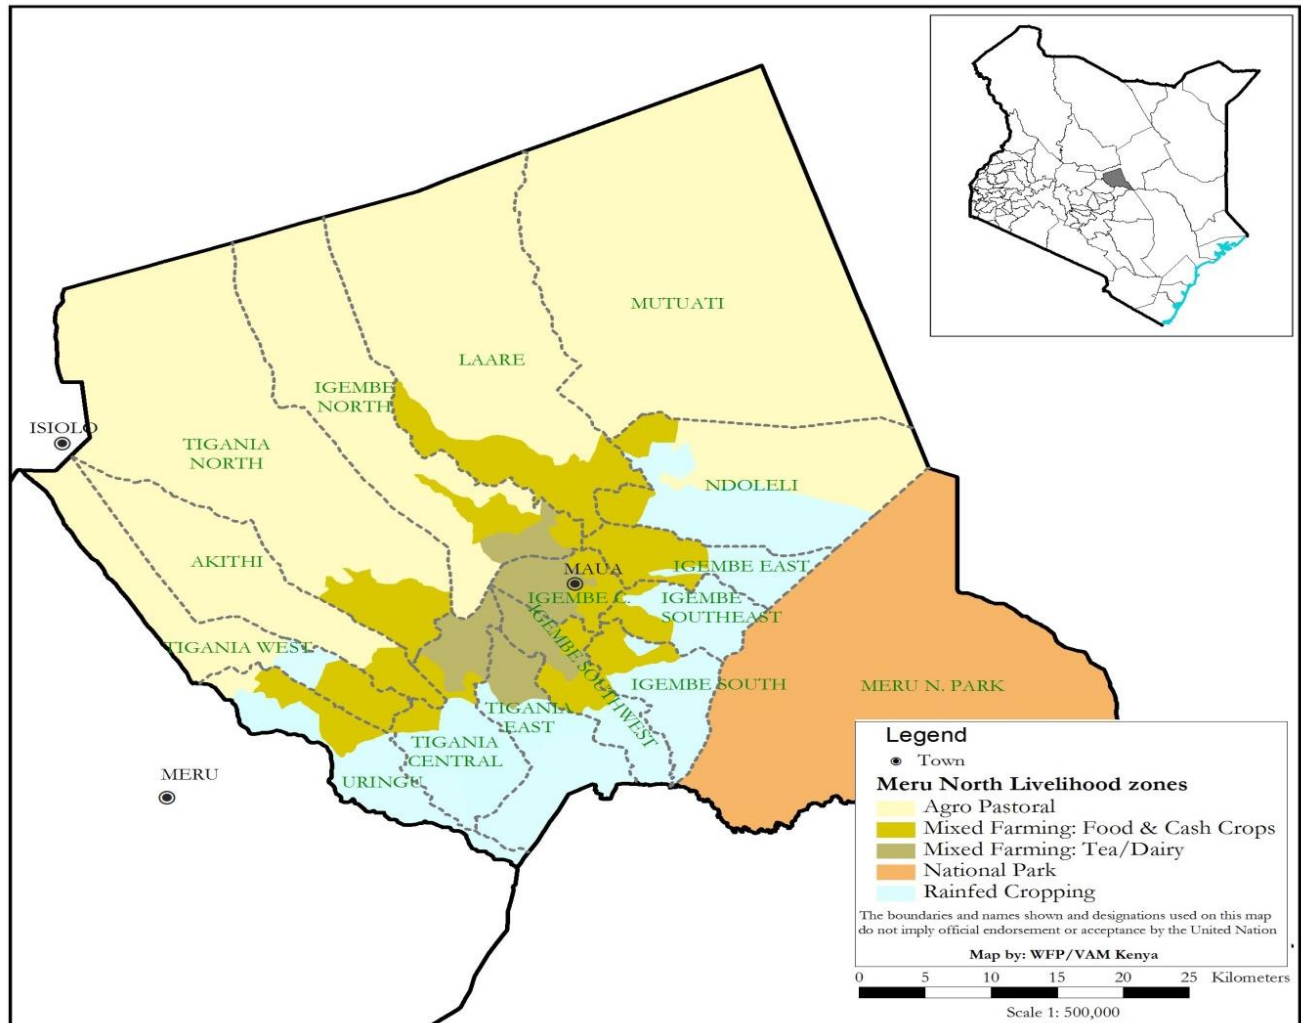 MUTUATI
LAARE
IGEMBE
NORTH
ISIOLO
TIGANIA
NORTH
NDOLELI
AKITHI
MAUA
IGEMBE EAST
IGEMBE C.
IGEMBE
SOUTHEAST
IGEMBE SOUTHWEST
TIGANIA WEST
IGEMBE SOUTH
MERU N. PARK
TIGANIA
EAST
TIGANIA
CENTRAL
MERU
URINGU
Legend
Town
Meru North Livelihood zones
Agro Pastoral
Mixed Farming: Food & Cash Crops
Mixed Farming: Tea/Dairy
National Park
Rainfed Cropping
The boundaries and names shown and designations used on this map
do not imply official endorsement or acceptance by the United Nation
Map by: WFP/VAM Kenya
0 5 10 15 20 25 Kilometers
Scale 1: 500,000